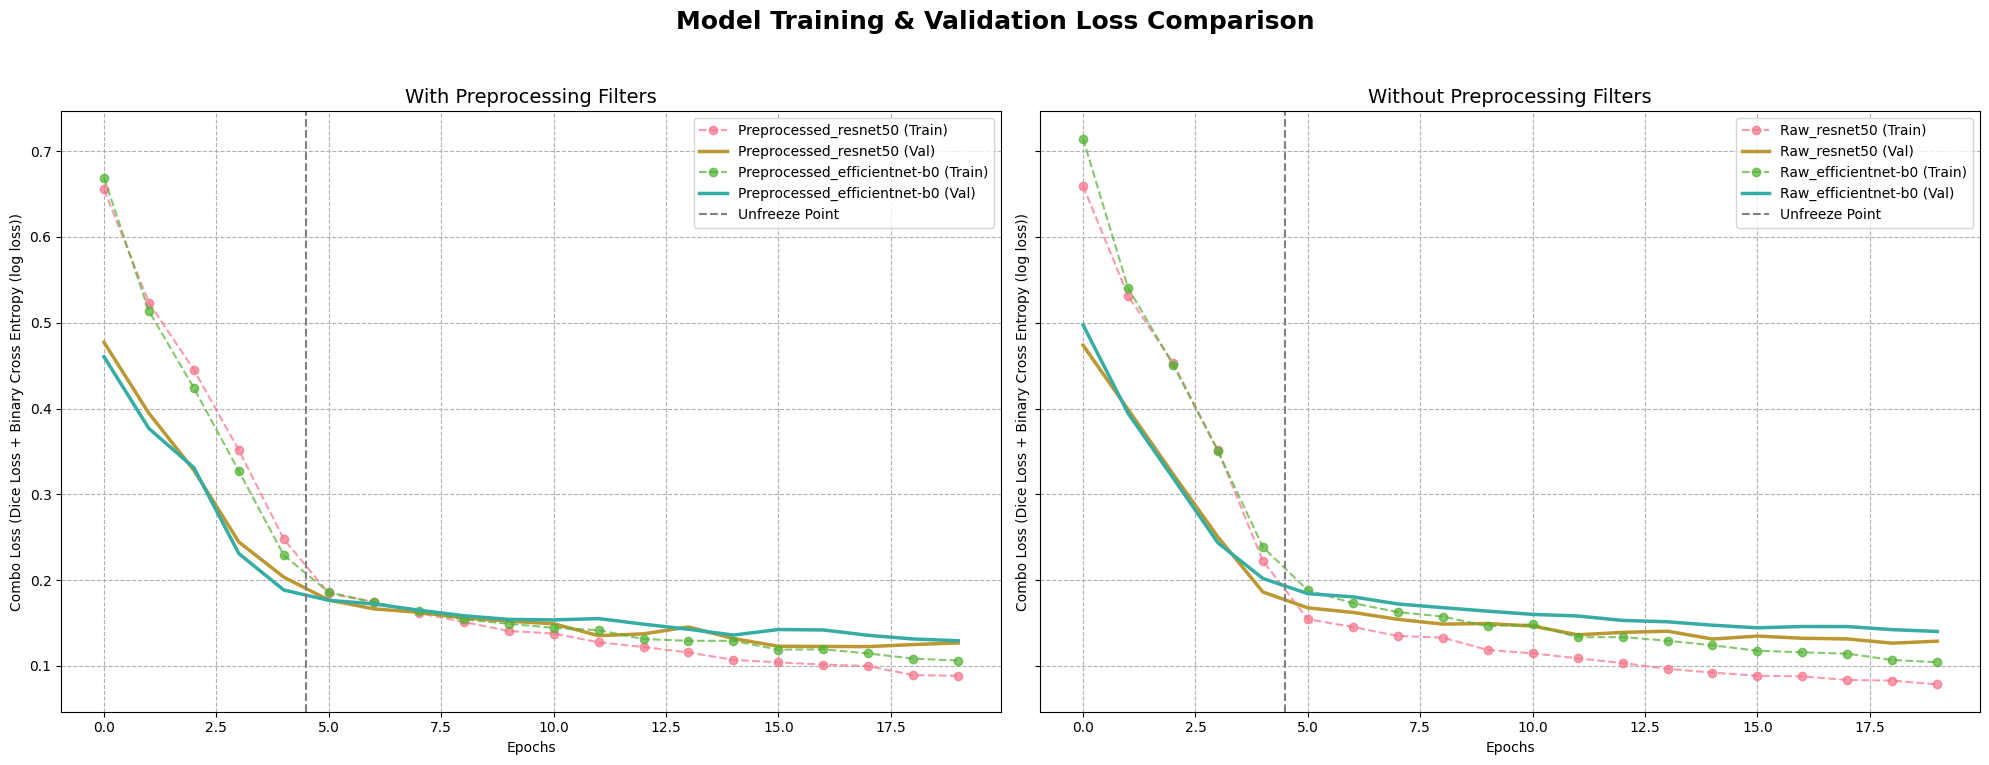 Model Training & Validation Loss Comparison
With Preprocessing Filters
Combo Loss (Dice Loss + Binary Cross Entropy (log loss))
0.7
0.6
0.5
0.4
0.3
0.2
0.1
Preprocessed_resnet50 (Train)
Preprocessed_resnet50 (Val)
Preprocessed_efficientnet-b0 (Train)
Preprocessed_efficientnet-b0 (Val)
Unfreeze Point
0.0 2.5 5.0 7.5 10.0 12.5 15.0 17.5
Epochs
Without Preprocessing Filters
Combo Loss (Dice Loss + Binary Cross Entropy (log loss))
Raw_resnet50 (Train)
Raw_resnet50 (Val)
Raw_efficientnet-b0 (Train)
Raw_efficientnet-b0 (Val)
Unfreeze Point
0.0 2.5 5.0 7.5 10.0 12.5 15.0 17.5
Epochs